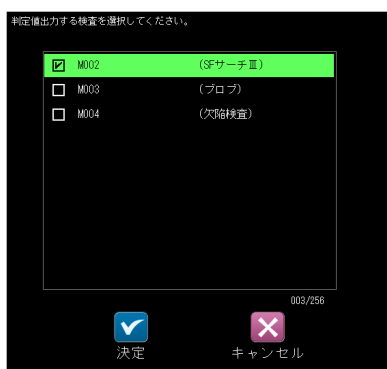 判定値出力する検査を選択してください。
M002 (SFサーチⅢ)
M003 (ブロブ)
M004 (欠陥検査)
003/256
決定 キャンセル